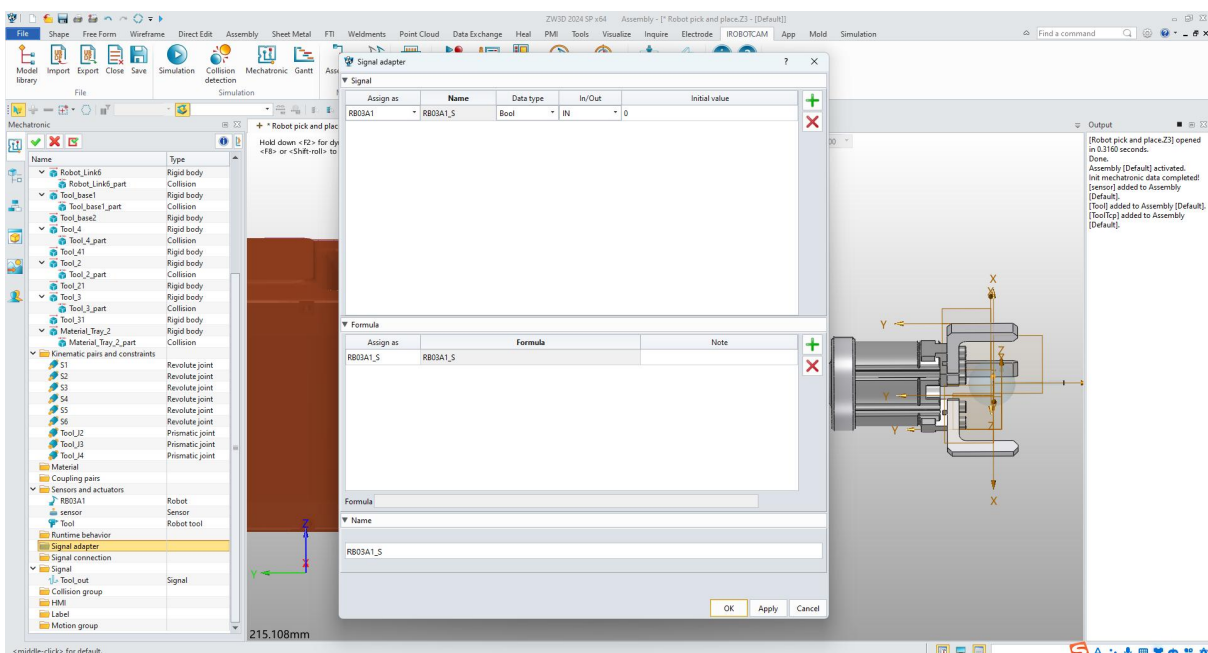 ZW3D 2024 SP x64 Assembly - [* Robot pick and place.Z3 - [Default]]
File Shape Free Form Wireframe Direct Edit Assembly Sheet Metal FTI Weldments Point Cloud Data Exchange Heal PMI Tools Visualize Inquire Electrode IROBOTCAM App Mold Simulation Find a command
Model library Import Export Close Save Simulation Collision detection Mechatronic Gantt
File Simulation
Mechatronic
Name Type
Robot_Link6 Rigid body
Robot_Link6_part Collision
Tool_base1 Rigid body
Tool_base1_part Collision
Tool_base2 Rigid body
Tool_4 Rigid body
Tool_4_part Collision
Tool_41 Rigid body
Tool_2 Rigid body
Tool_2_part Collision
Tool_21 Rigid body
Tool_3 Rigid body
Tool_3_part Collision
Tool_31 Rigid body
Material_Tray_2 Rigid body
Material_Tray_2_part Collision
Kinematic pairs and constraints
S1 Revolute joint
S2 Revolute joint
S3 Revolute joint
S4 Revolute joint
S5 Revolute joint
S6 Revolute joint
Tool_J2 Prismatic joint
Tool_J3 Prismatic joint
Tool_J4 Prismatic joint
Material
Coupling pairs
Sensors and actuators
RB03A1 Robot
sensor Sensor
Tool Robot tool
Runtime behavior
Signal adapter
Signal connection
Signal
Tool_out Signal
Collision group
HMI
Label
Motion group
* Robot pick and plac
Hold down <F2> for dy
<F8> or <Shift-roll> to
Signal adapter ? X
Signal
Assign as Name Data type In/Out Initial value
RB03A1 RB03A1_S Bool IN 0
Formula
Assign as Formula Note
RB03A1_S RB03A1_S
Formula
Name
RB03A1_S
OK Apply Cancel
Z
Y
X
215.108mm
X
X
Y
Z
Y
Y
Z
X
Output
[Robot pick and place.Z3] opened
in 0.3160 seconds.
Done.
Assembly [Default] activated.
Init mechatronic data completed!
[sensor] added to Assembly
[Default].
[Tool] added to Assembly [Default].
[ToolTcp] added to Assembly
[Default].
<middle-click> for default.